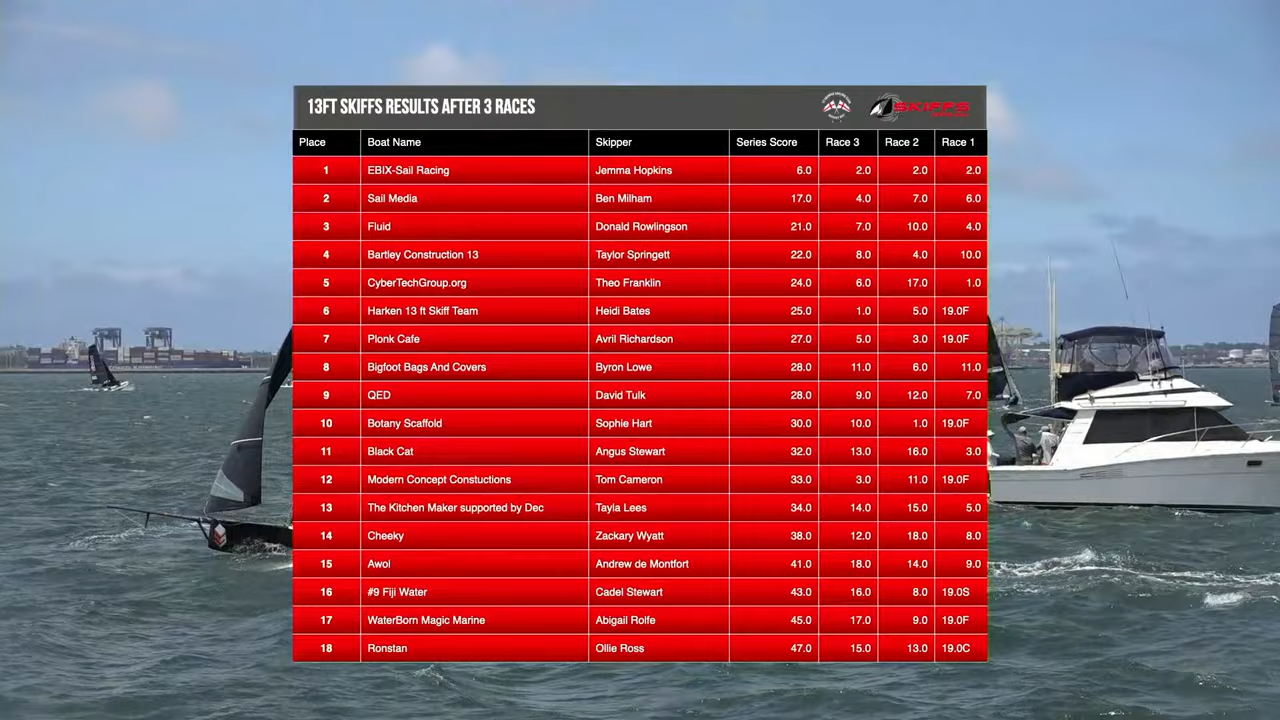 13FT SKIFFS RESULTS AFTER 3 RACES SKIFFS
Place Boat Name Skipper Series Score Race 3 Race 2 Race 1
1 EBIX-Sail Racing Jemma Hopkins 6.0 2.0 2.0 2.0
2 Sail Media Ben Milham 17.0 4.0 7.0 6.0
3 Fluid Donald Rowlingson 21.0 7.0 10.0 4.0
4 Bartley Construction 13 Taylor Springett 22.0 8.0 4.0 10.0
5 CyberTechGroup.org Theo Franklin 24.0 6.0 17.0 1.0
6 Harken 13 ft Skiff Team Heidi Bates 25.0 1.0 5.0 19.0F
7 Plonk Cafe Avril Richardson 27.0 5.0 3.0 19.0F
8 Bigfoot Bags And Covers Byron Lowe 28.0 11.0 6.0 11.0
9 QED David Tulk 28.0 9.0 12.0 7.0
10 Botany Scaffold Sophie Hart 30.0 10.0 1.0 19.0F
11 Black Cat Angus Stewart 32.0 13.0 16.0 3.0
12 Modern Concept Constuctions Tom Cameron 33.0 3.0 11.0 19.0F
13 The Kitchen Maker supported by Dec Tayla Lees 34.0 14.0 15.0 5.0
14 Cheeky Zackary Wyatt 38.0 12.0 18.0 8.0
15 Awol Andrew de Montfort 41.0 18.0 14.0 9.0
16 #9 Fiji Water Cadel Stewart 43.0 16.0 8.0 19.0S
17 WaterBorn Magic Marine Abigail Rolfe 45.0 17.0 9.0 19.0F
18 Ronstan Ollie Ross 47.0 15.0 13.0 19.0C